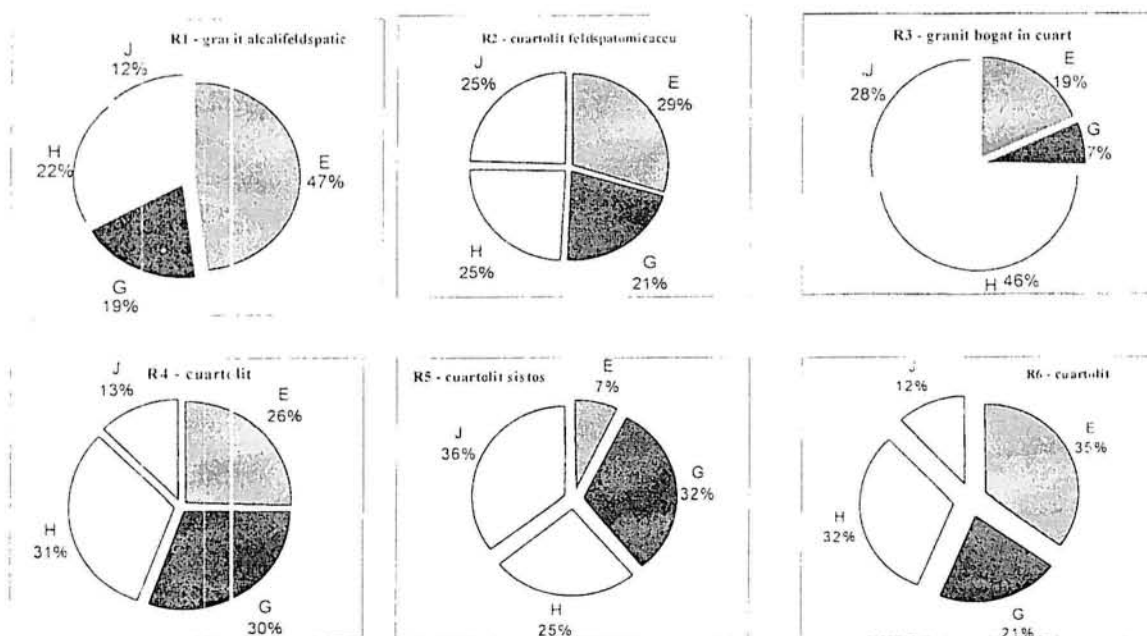 R1 - granit alcalifeldspatic
J
12%
H
22%
E
47%
G
19%
R2 - cuartolit feldspatomicaceu
J
25%
E
29%
H
25%
G
21%
R3 - granit bogat in cuart
J
28%
E
19%
G
7%
H 46%
R4 - cuartolit
J
13%
E
26%
H
31%
G
30%
R5 - cuartolit sistos
E
7%
J
36%
G
32%
H
25%
R6 - cuartolit
J
12%
E
35%
H
32%
G
21%